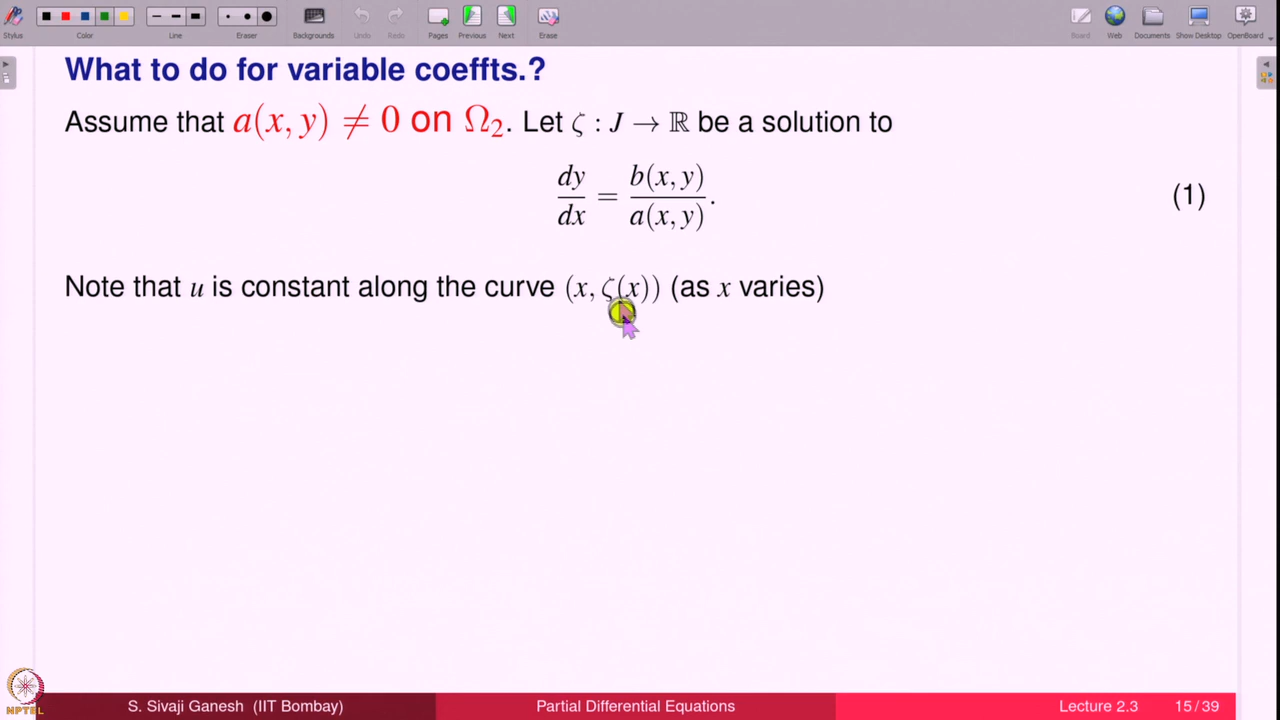 Stylus Color Line Eraser Backgrounds Undo Redo Pages Previous Next Erase Board Web Documents Show Desktop OpenBoard
What to do for variable coeffts.?
Assume that a(x, y) ≠ 0 on Ω₂. Let ζ : J → ℝ be a solution to
dy/dx = b(x, y)/a(x, y). (1)
Note that u is constant along the curve (x, ζ(x)) (as x varies)
NPTEL
S. Sivaji Ganesh (IIT Bombay) Partial Differential Equations Lecture 2.3 15/39